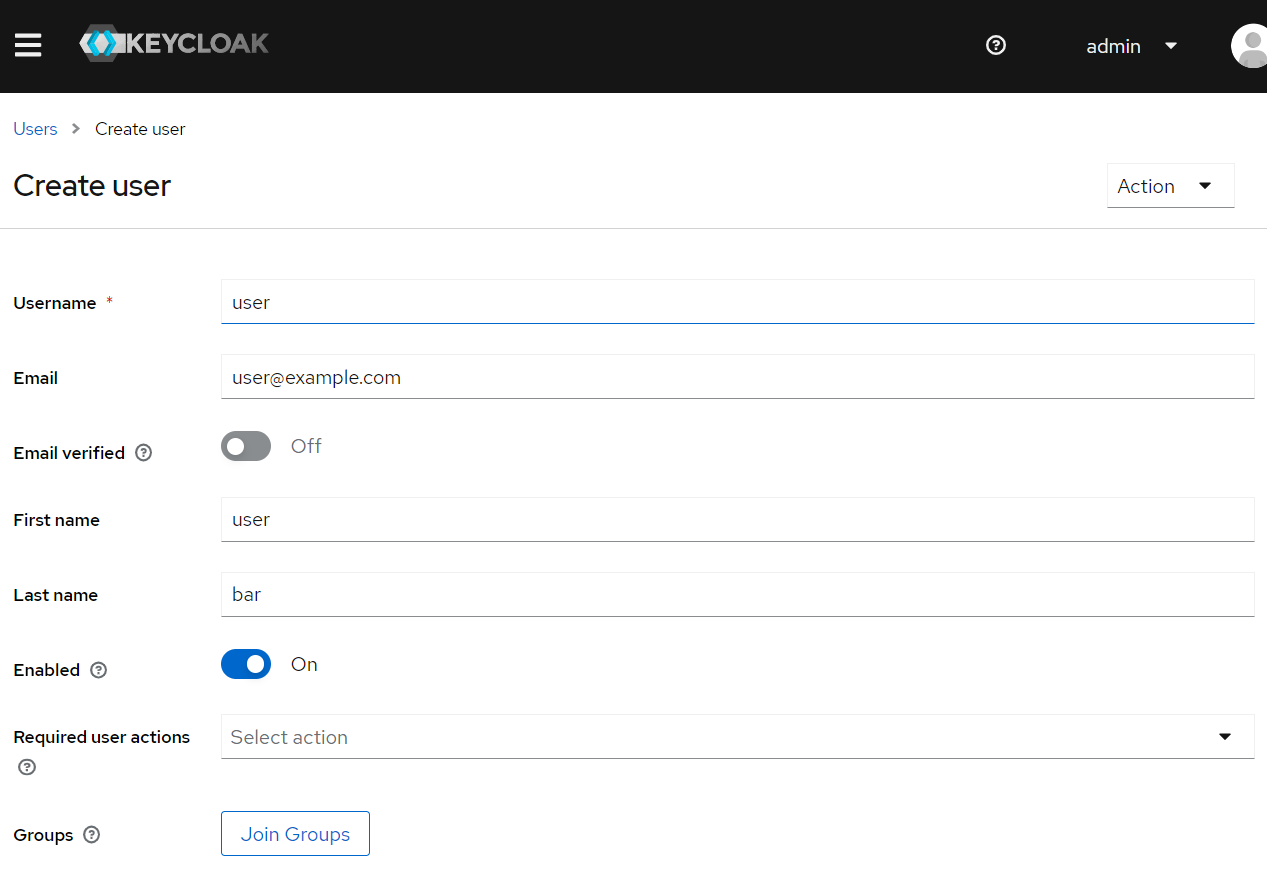 KEYCLOAK
admin
Users > Create user
Create user
Action
Username *
user
Email
user@example.com
Email verified
Off
First name
user
Last name
bar
Enabled
On
Required user actions
Select action
Groups
Join Groups